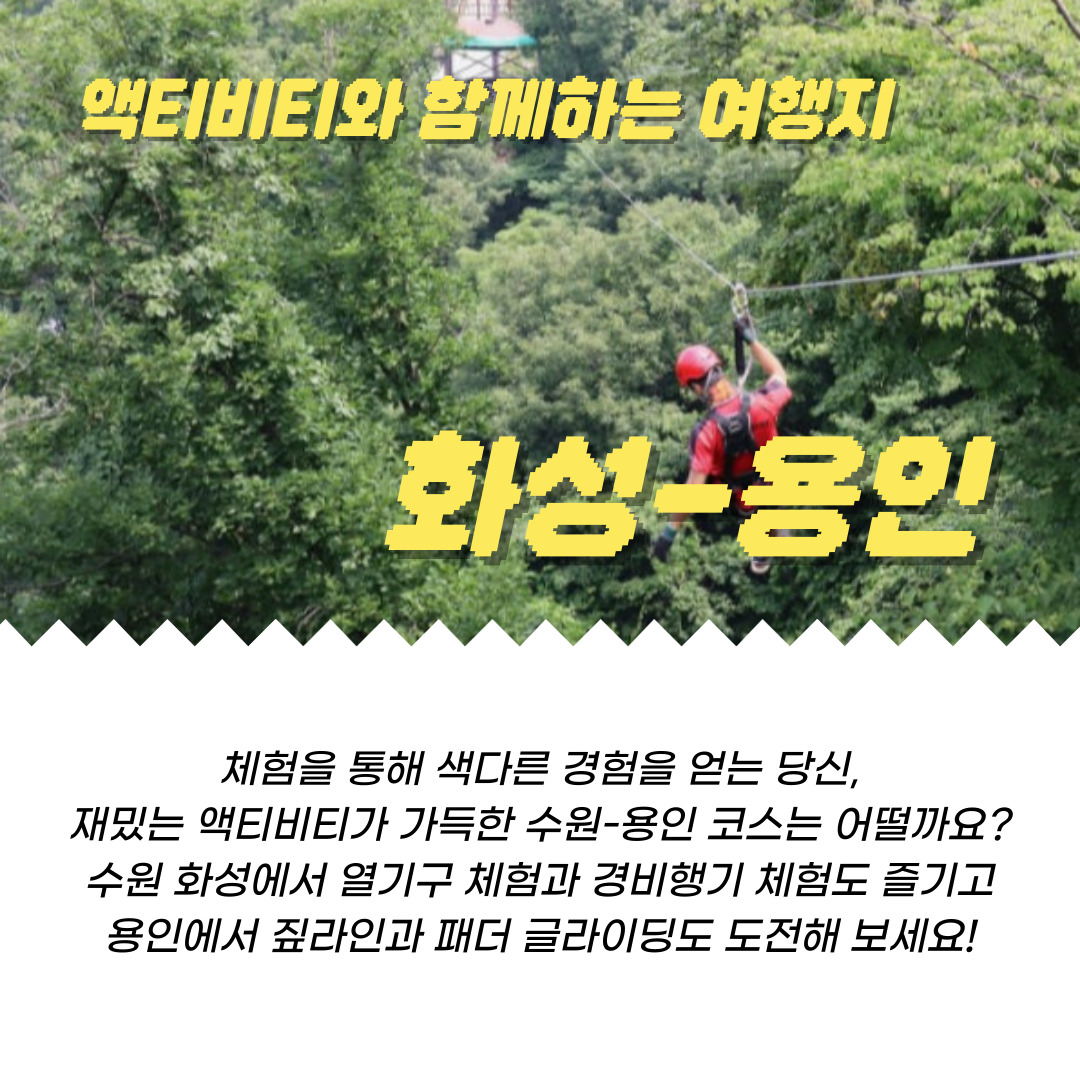 액티비티와 함께하는 여행지
화성-용인
체험을 통해 색다른 경험을 얻는 당신,
재밌는 액티비티가 가득한 수원-용인 코스는 어떨까요?
수원 화성에서 열기구 체험과 경비행기 체험도 즐기고
용인에서 짚라인과 패더 글라이딩도 도전해 보세요!